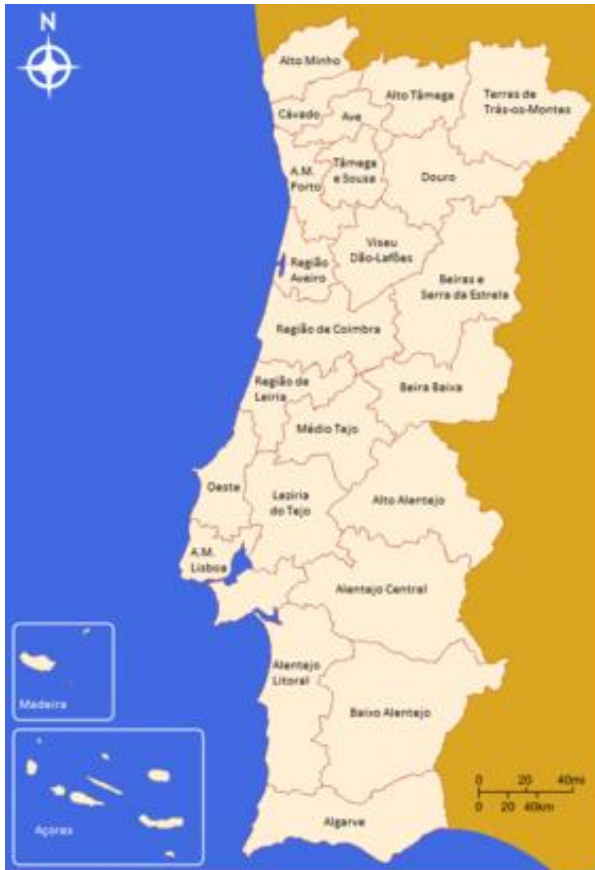 N
Alto Minho
Alto Tâmega
Terras de
Trás-os-Montes
Cávado
Ave
A.M.
Porto
Tâmega
e Sousa
Douro
Viseu
Dão-Lafões
Região
Aveiro
Beiras e
Serra da Estrela
Região de Coimbra
Região de
Leiria
Beira Baixa
Médio Tejo
Oeste
Lezíria
do Tejo
Alto Alentejo
A.M.
Lisboa
Alentejo Central
Alentejo
Litoral
Madeira
Baixo Alentejo
0 20 40mi
0 20 40km
Algarve
Açores